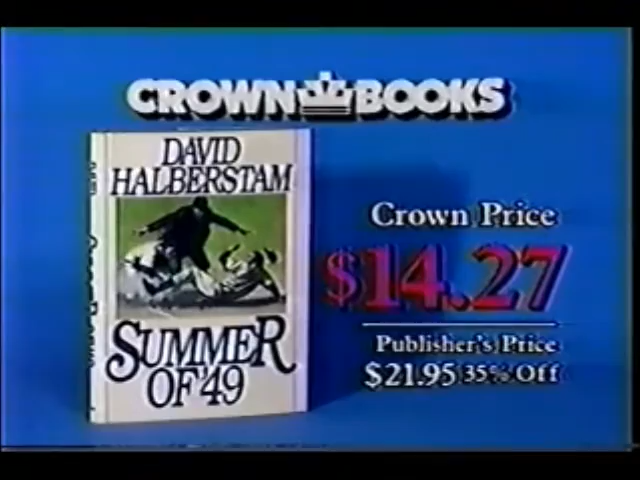 CROWN BOOKS
DAVID
HALBERSTAM
SUMMER
OF '49
Crown Price
$14.27
Publisher's Price
$21.95 35% Off